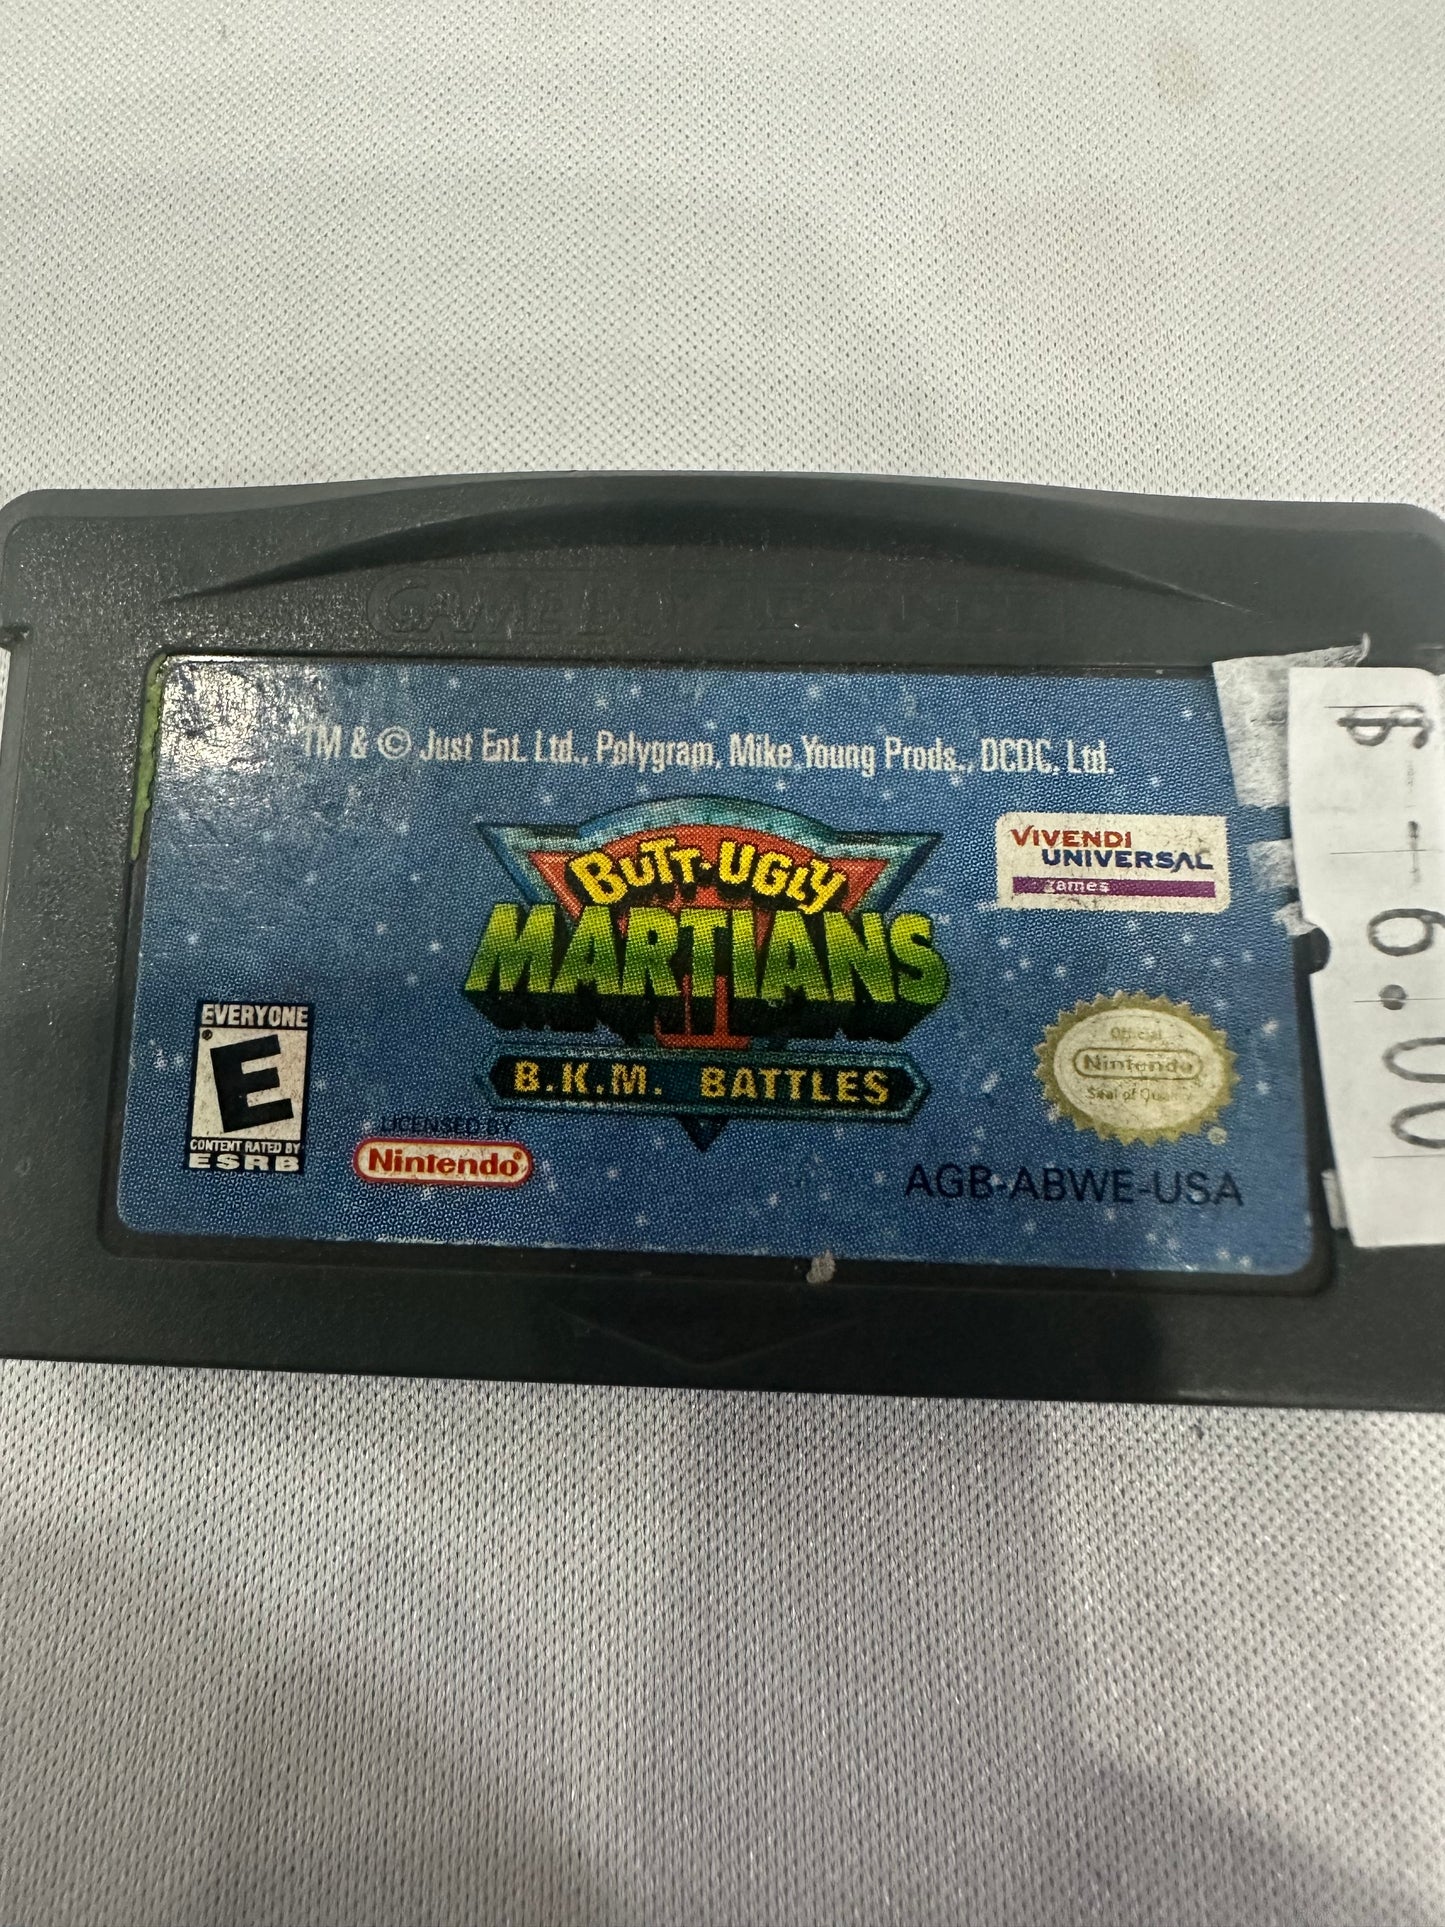 GAME BOY ADVANCE
TM & © Just Ent. Ltd., Polygram, Mike Young Prods., DCDC, Ltd.
BUTT-UGLY
MARTIANS
B.K.M. BATTLES
VIVENDI
UNIVERSAL
games
EVERYONE
E
CONTENT RATED BY
ESRB
LICENSED BY
Nintendo®
Official
Nintendo
Seal of Quality
AGB-ABWE-USA
$--6.00